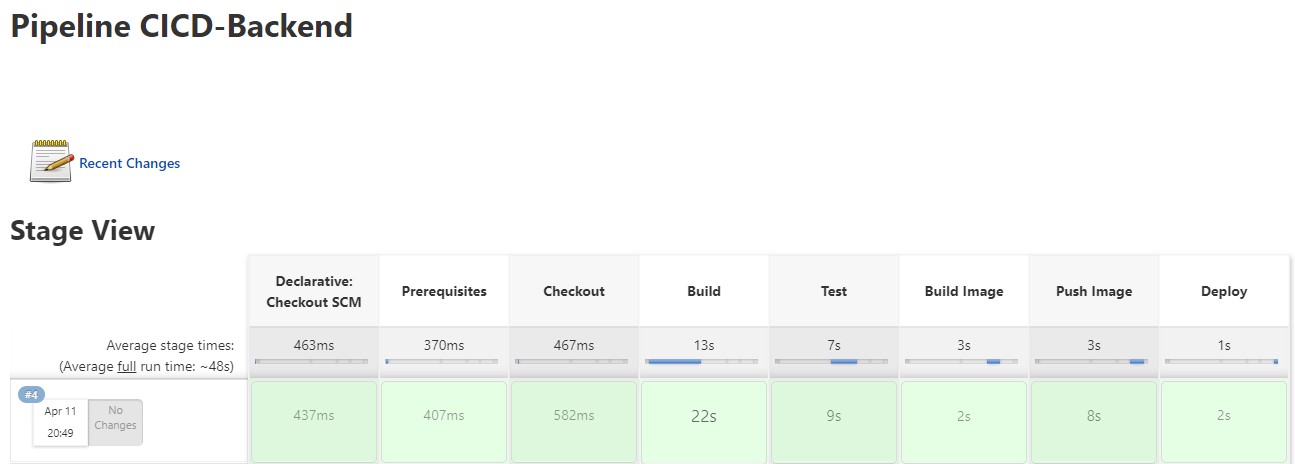 Pipeline CICD-Backend
Recent Changes
Stage View
Declarative:
Checkout SCM
Prerequisites
Checkout
Build
Test
Build Image
Push Image
Deploy
Average stage times:
(Average full run time: ~48s)
463ms
370ms
467ms
13s
7s
3s
3s
1s
#4
Apr 11
20:49
No
Changes
437ms
407ms
582ms
22s
9s
2s
8s
2s